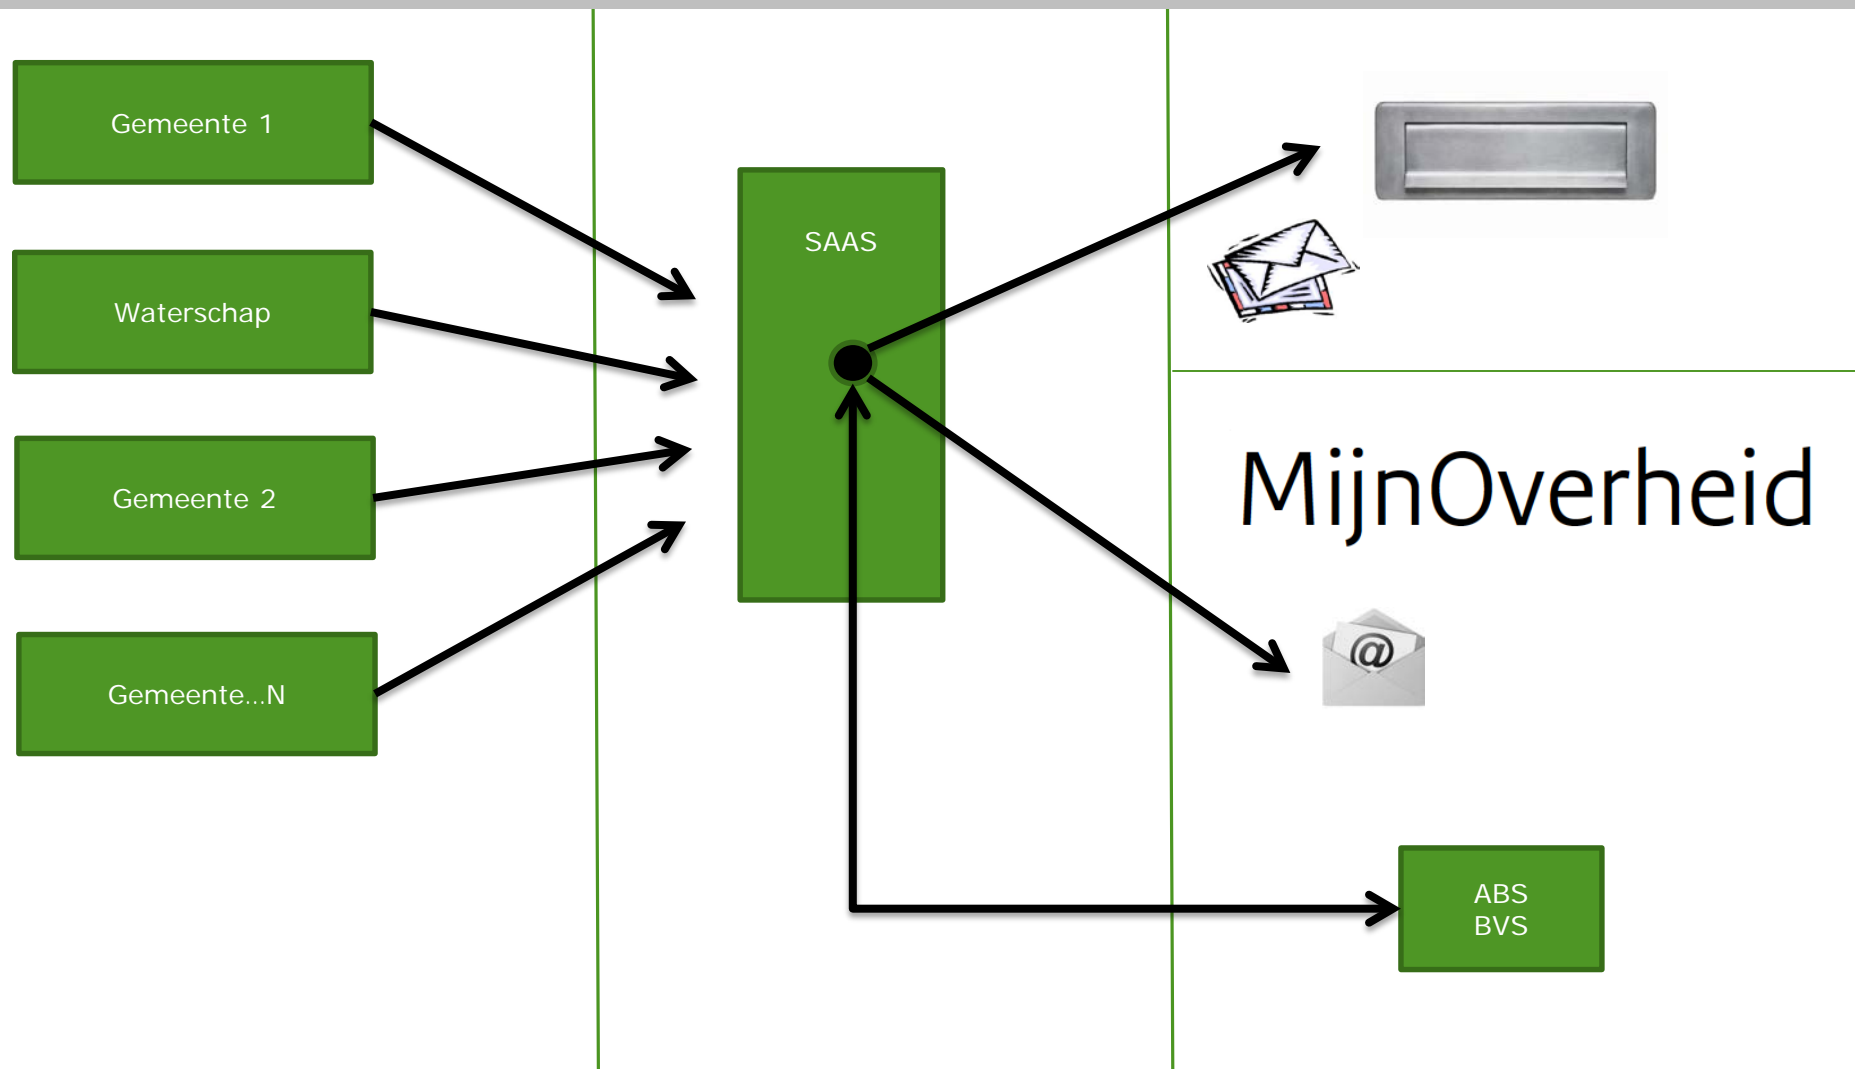 Gemeente 1
Waterschap
Gemeente 2
Gemeente...N
SAAS
MijnOverheid
@
ABS
BVS